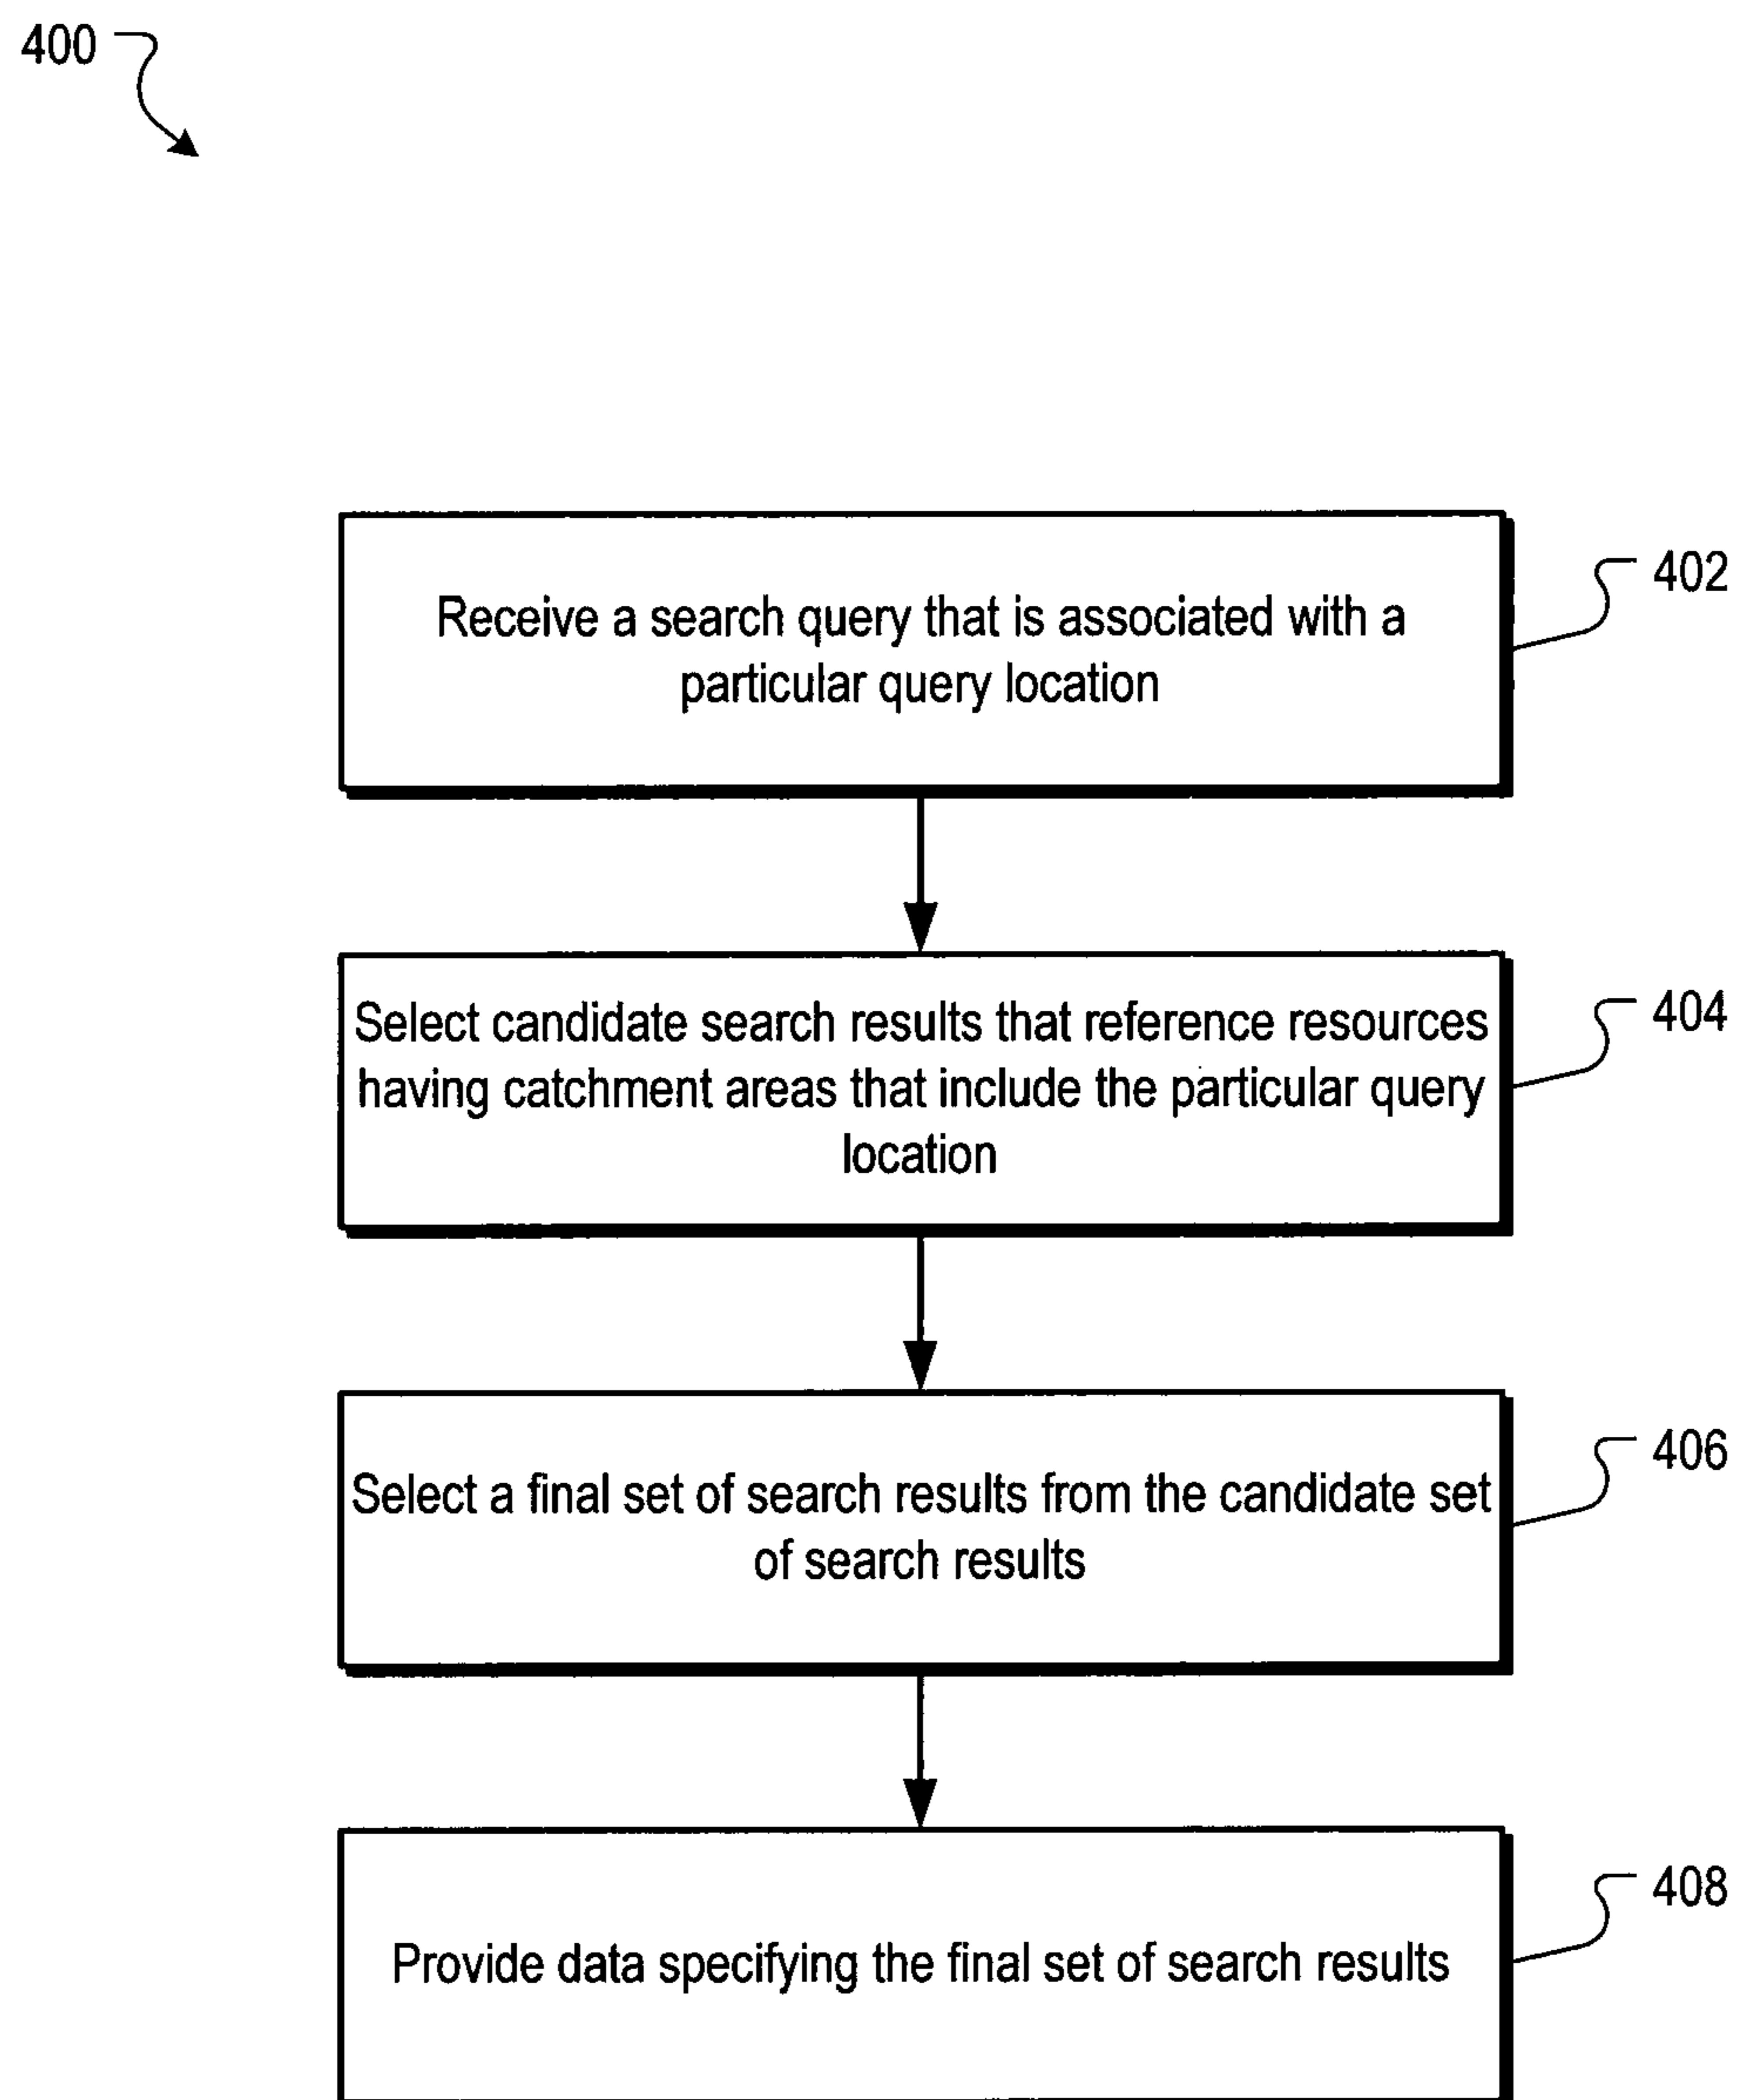 400
Receive a search query that is associated with a
particular query location
402
Select candidate search results that reference resources
having catchment areas that include the particular query
location
404
Select a final set of search results from the candidate set
of search results
406
Provide data specifying the final set of search results
408